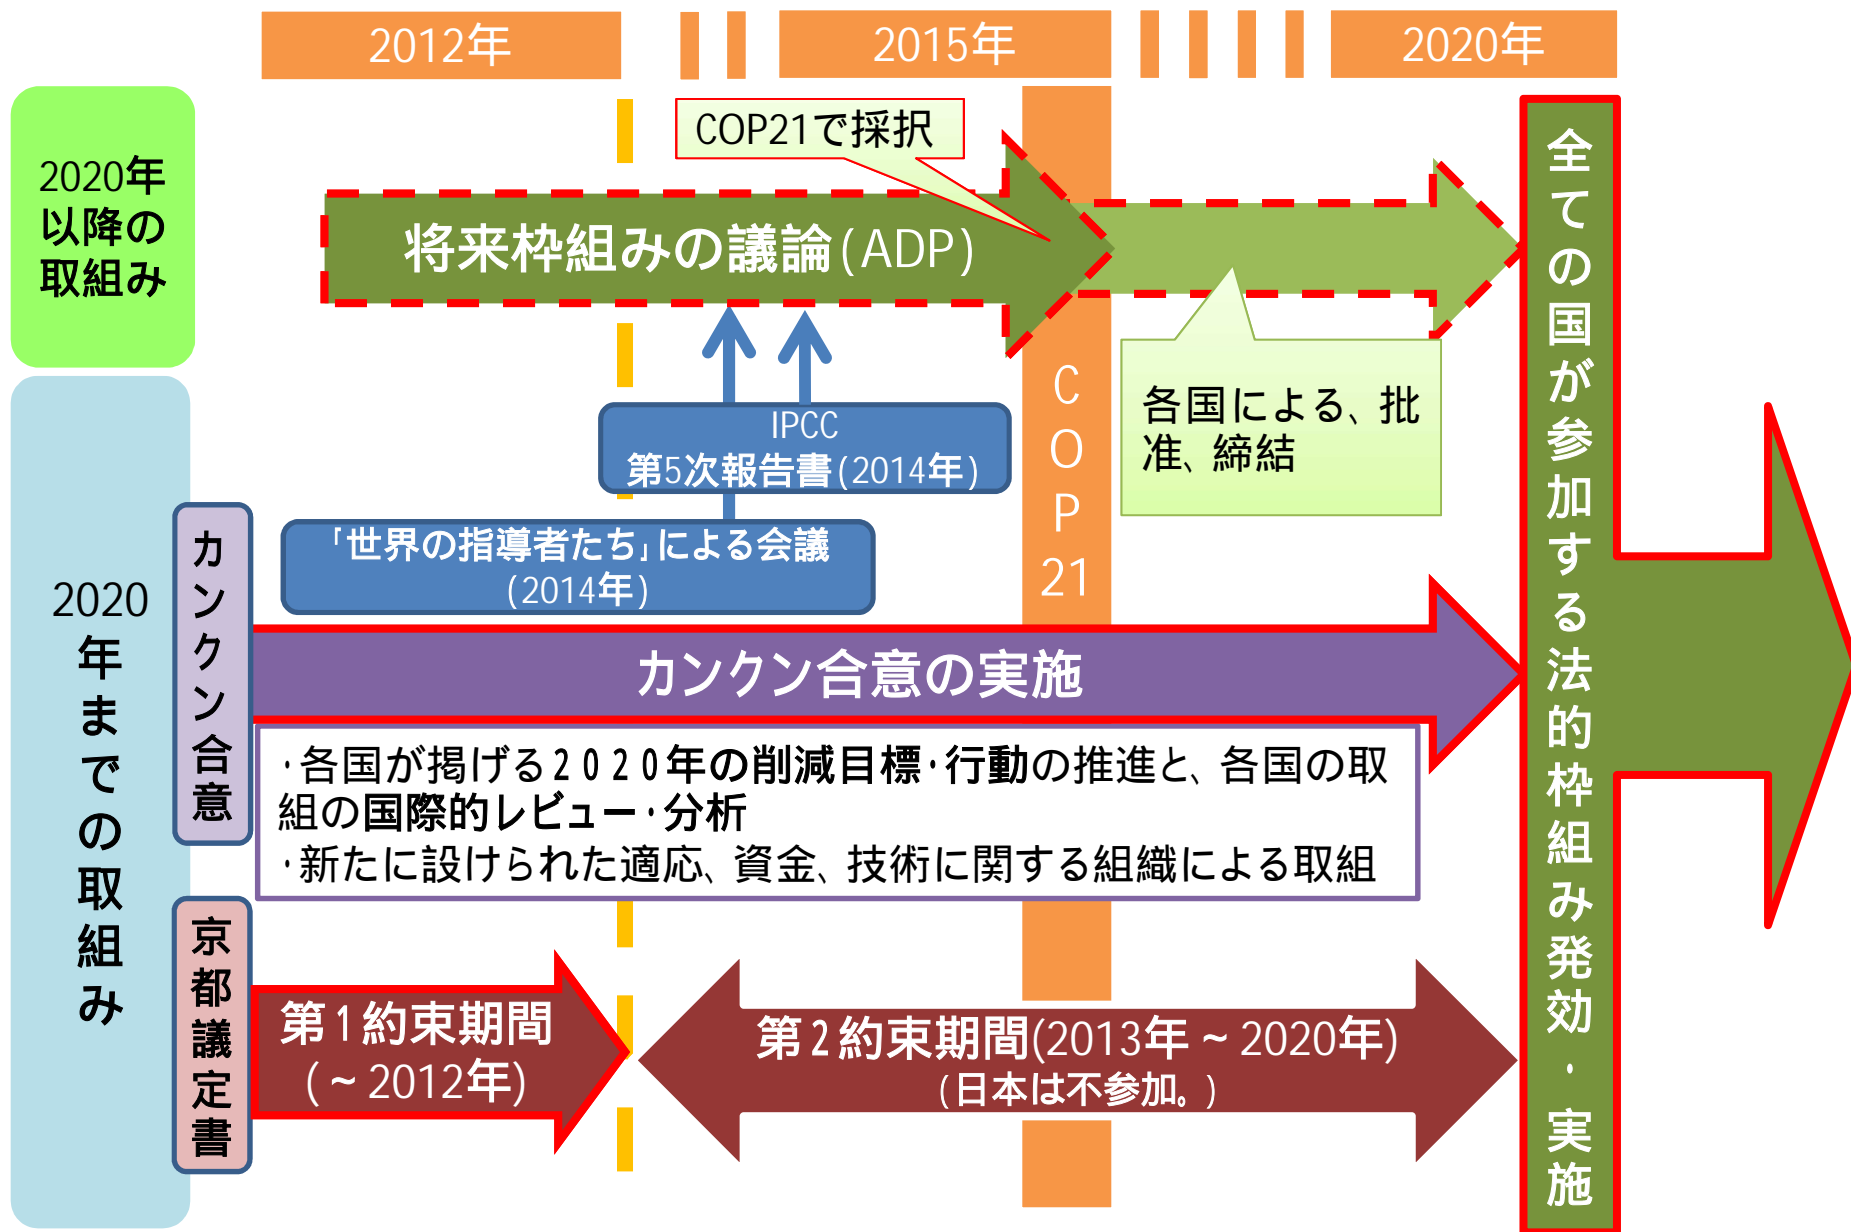 2012年
2015年
2020年
2020年
以降の
取組み
COP21で採択
将来枠組みの議論(ADP)
IPCC
第5次報告書(2014年)
「世界の指導者たち」による会議
(2014年)
COP21
各国による、批
准、締結
2020年までの取組み
カンクン合意
カンクン合意の実施
・各国が掲げる2020年の削減目標・行動の推進と、各国の取
組の国際的レビュー・分析
・新たに設けられた適応、資金、技術に関する組織による取組
京都議定書
第1約束期間
(~2012年)
第2約束期間(2013年~2020年)
(日本は不参加。)
全ての国が参加する法的枠組み発効・実施